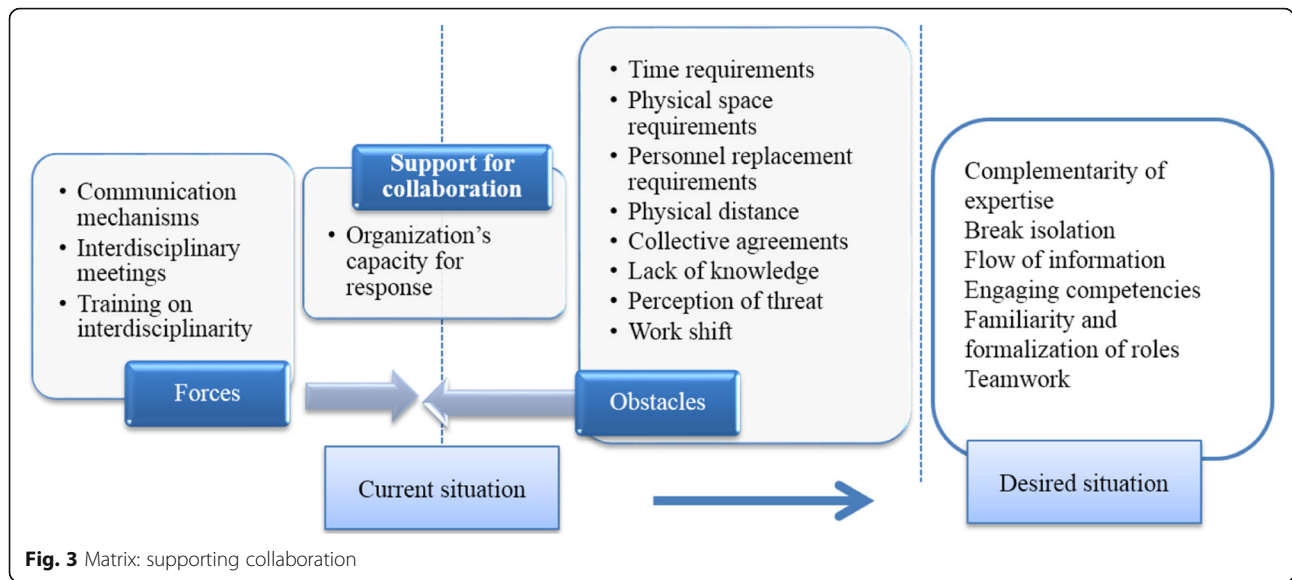 • Communication
mechanisms
• Interdisciplinary
meetings
• Training on
interdisciplinarity
Forces
Support for
collaboration
• Organization's
capacity for
response
Current situation
• Time requirements
• Physical space
requirements
• Personnel replacement
requirements
• Physical distance
• Collective agreements
• Lack of knowledge
• Perception of threat
• Work shift
Obstacles
Complementarity of
expertise
Break isolation
Flow of information
Engaging competencies
Familiarity and
formalization of roles
Teamwork
Desired situation
Fig. 3 Matrix: supporting collaboration